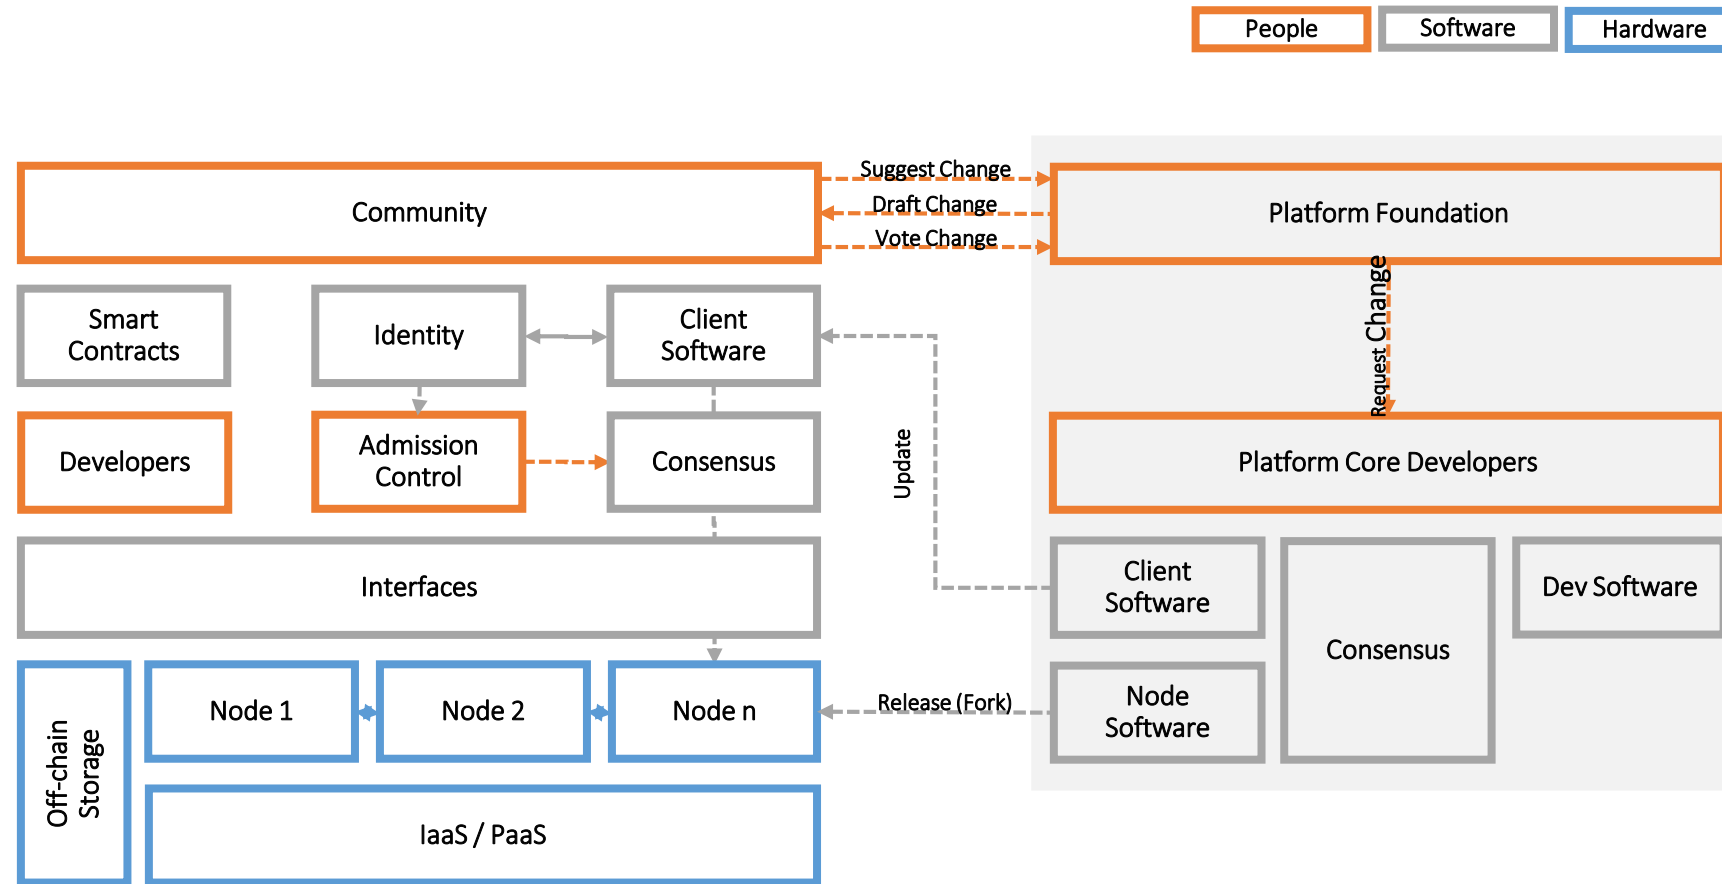 People
Software
Hardware
Community
Suggest Change
Draft Change
Vote Change
Platform Foundation
Smart
Contracts
Identity
Client
Software
Request Change
Developers
Admission
Control
Consensus
Update
Platform Core Developers
Interfaces
Client
Software
Consensus
Dev Software
Off-chain
Storage
Node 1
Node 2
Node n
Release (Fork)
Node
Software
IaaS / PaaS